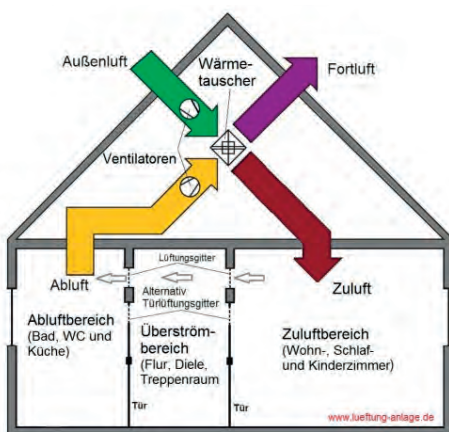 Außenluft
Wärme-
tauscher
Fortluft
Ventilatoren
Lüftungsgitter
Abluft
Alternativ
Türlüftungsgitter
Zuluft
Abluftbereich
(Bad, WC und
Küche)
Überström-
bereich
(Flur, Diele,
Treppenraum
Zuluftbereich
(Wohn-, Schlaf-
und Kinderzimmer)
Tür
Tür
www.lueftung-anlage.de